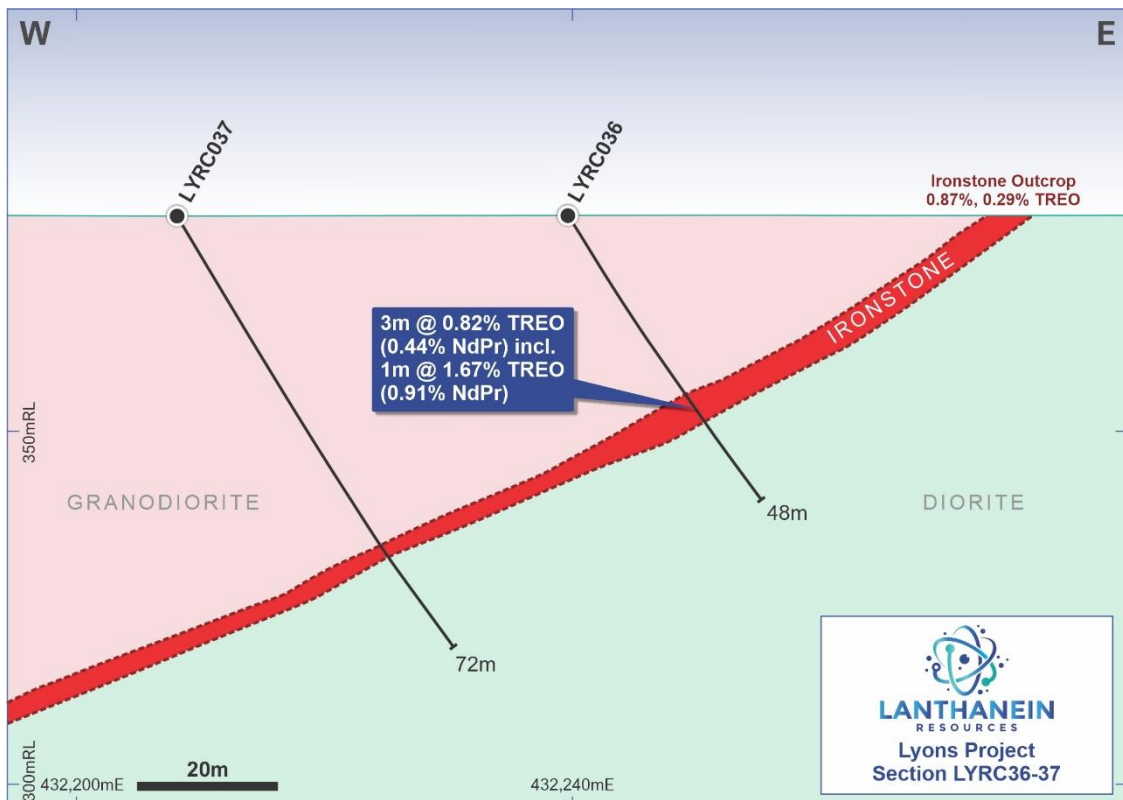 W
E
LYRC037
LYRC036
Ironstone Outcrop
0.87%, 0.29% TREO
IRONSTONE
3m @ 0.82% TREO
(0.44% NdPr) incl.
1m @ 1.67% TREO
(0.91% NdPr)
350mRL
GRANODIORITE
48m
DIORITE
72m
LANTHANEIN
RESOURCES
Lyons Project
Section LYRC36-37
300mRL
432,200mE
20m
432,240mE